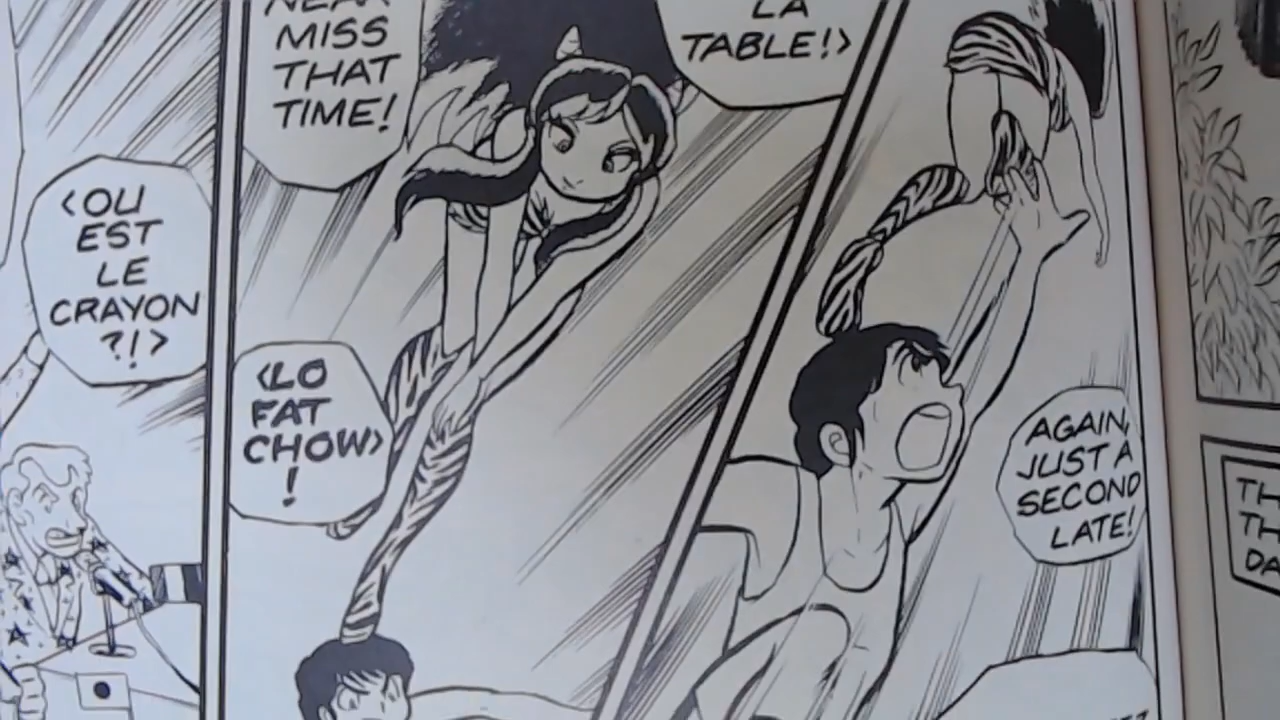 <OU
EST
LE
CRAYON
?!>
MISS
THAT
TIME!
<LO
FAT
CHOW>
!
LA
TABLE!>
AGAIN,
JUST A
SECOND
LATE!